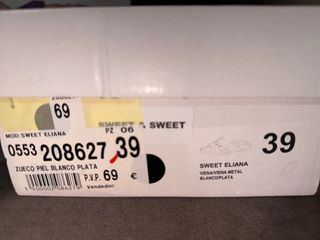 69
MOD: SWEET ELIANA
PZ 06
0553 208627 39
ZUECO PIEL BLANCO PLATA
P.V.P. 69 €
Vendedor:
SWEET & SWEET
39
SWEET ELIANA
VIENA/VIENA METAL
BLANCO/PLATA